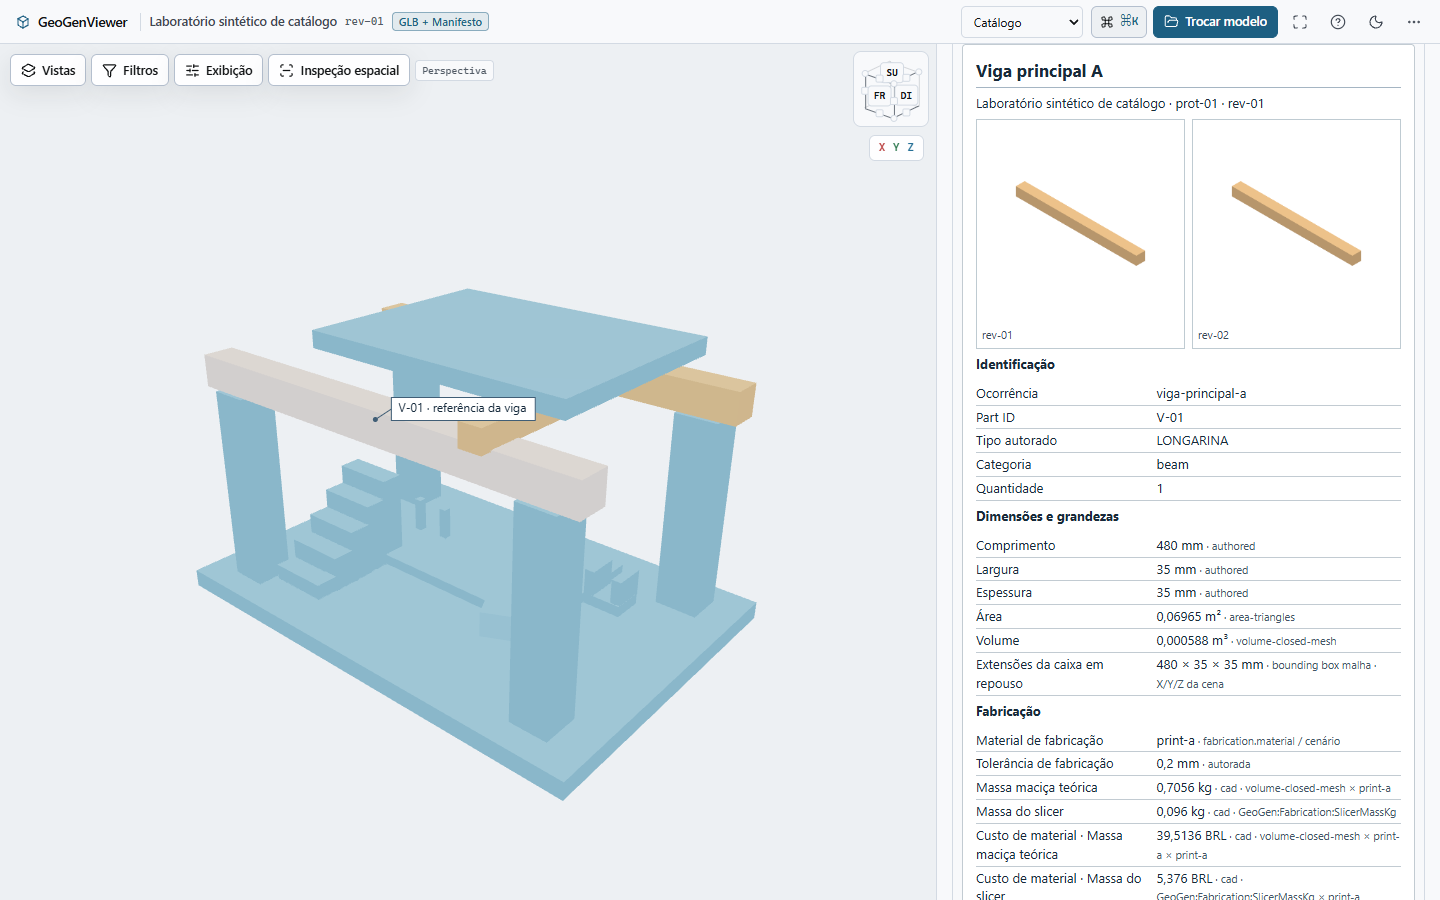 GeoGenViewer
Laboratório sintético de catálogo rev-01 GLB + Manifesto
Catálogo
⌘ ⌘K
Trocar modelo
Vistas
Filtros
Exibição
Inspeção espacial
Perspectiva
SU
FR
DI
X Y Z
V-01 · referência da viga
Viga principal A
Laboratório sintético de catálogo · prot-01 · rev-01
rev-01
rev-02
Identificação
Ocorrência viga-principal-a
Part ID V-01
Tipo autorado LONGARINA
Categoria beam
Quantidade 1
Dimensões e grandezas
Comprimento 480 mm · authored
Largura 35 mm · authored
Espessura 35 mm · authored
Área 0,06965 m² · area-triangles
Volume 0,000588 m³ · volume-closed-mesh
Extensões da caixa em 480 × 35 × 35 mm · bounding box malha ·
repouso X/Y/Z da cena
Fabricação
Material de fabricação print-a · fabrication.material / cenário
Tolerância de fabricação 0,2 mm · autorada
Massa maciça teórica 0,7056 kg · cad · volume-closed-mesh × print-a
Massa do slicer 0,096 kg · cad · GeoGen:Fabrication:SlicerMassKg
Custo de material · Massa 39,5136 BRL · cad · volume-closed-mesh × print-
maciça teórica a × print-a
Custo de material · Massa do 5,376 BRL · cad ·
slicer GeoGen:Fabrication:SlicerMassKg × print-a